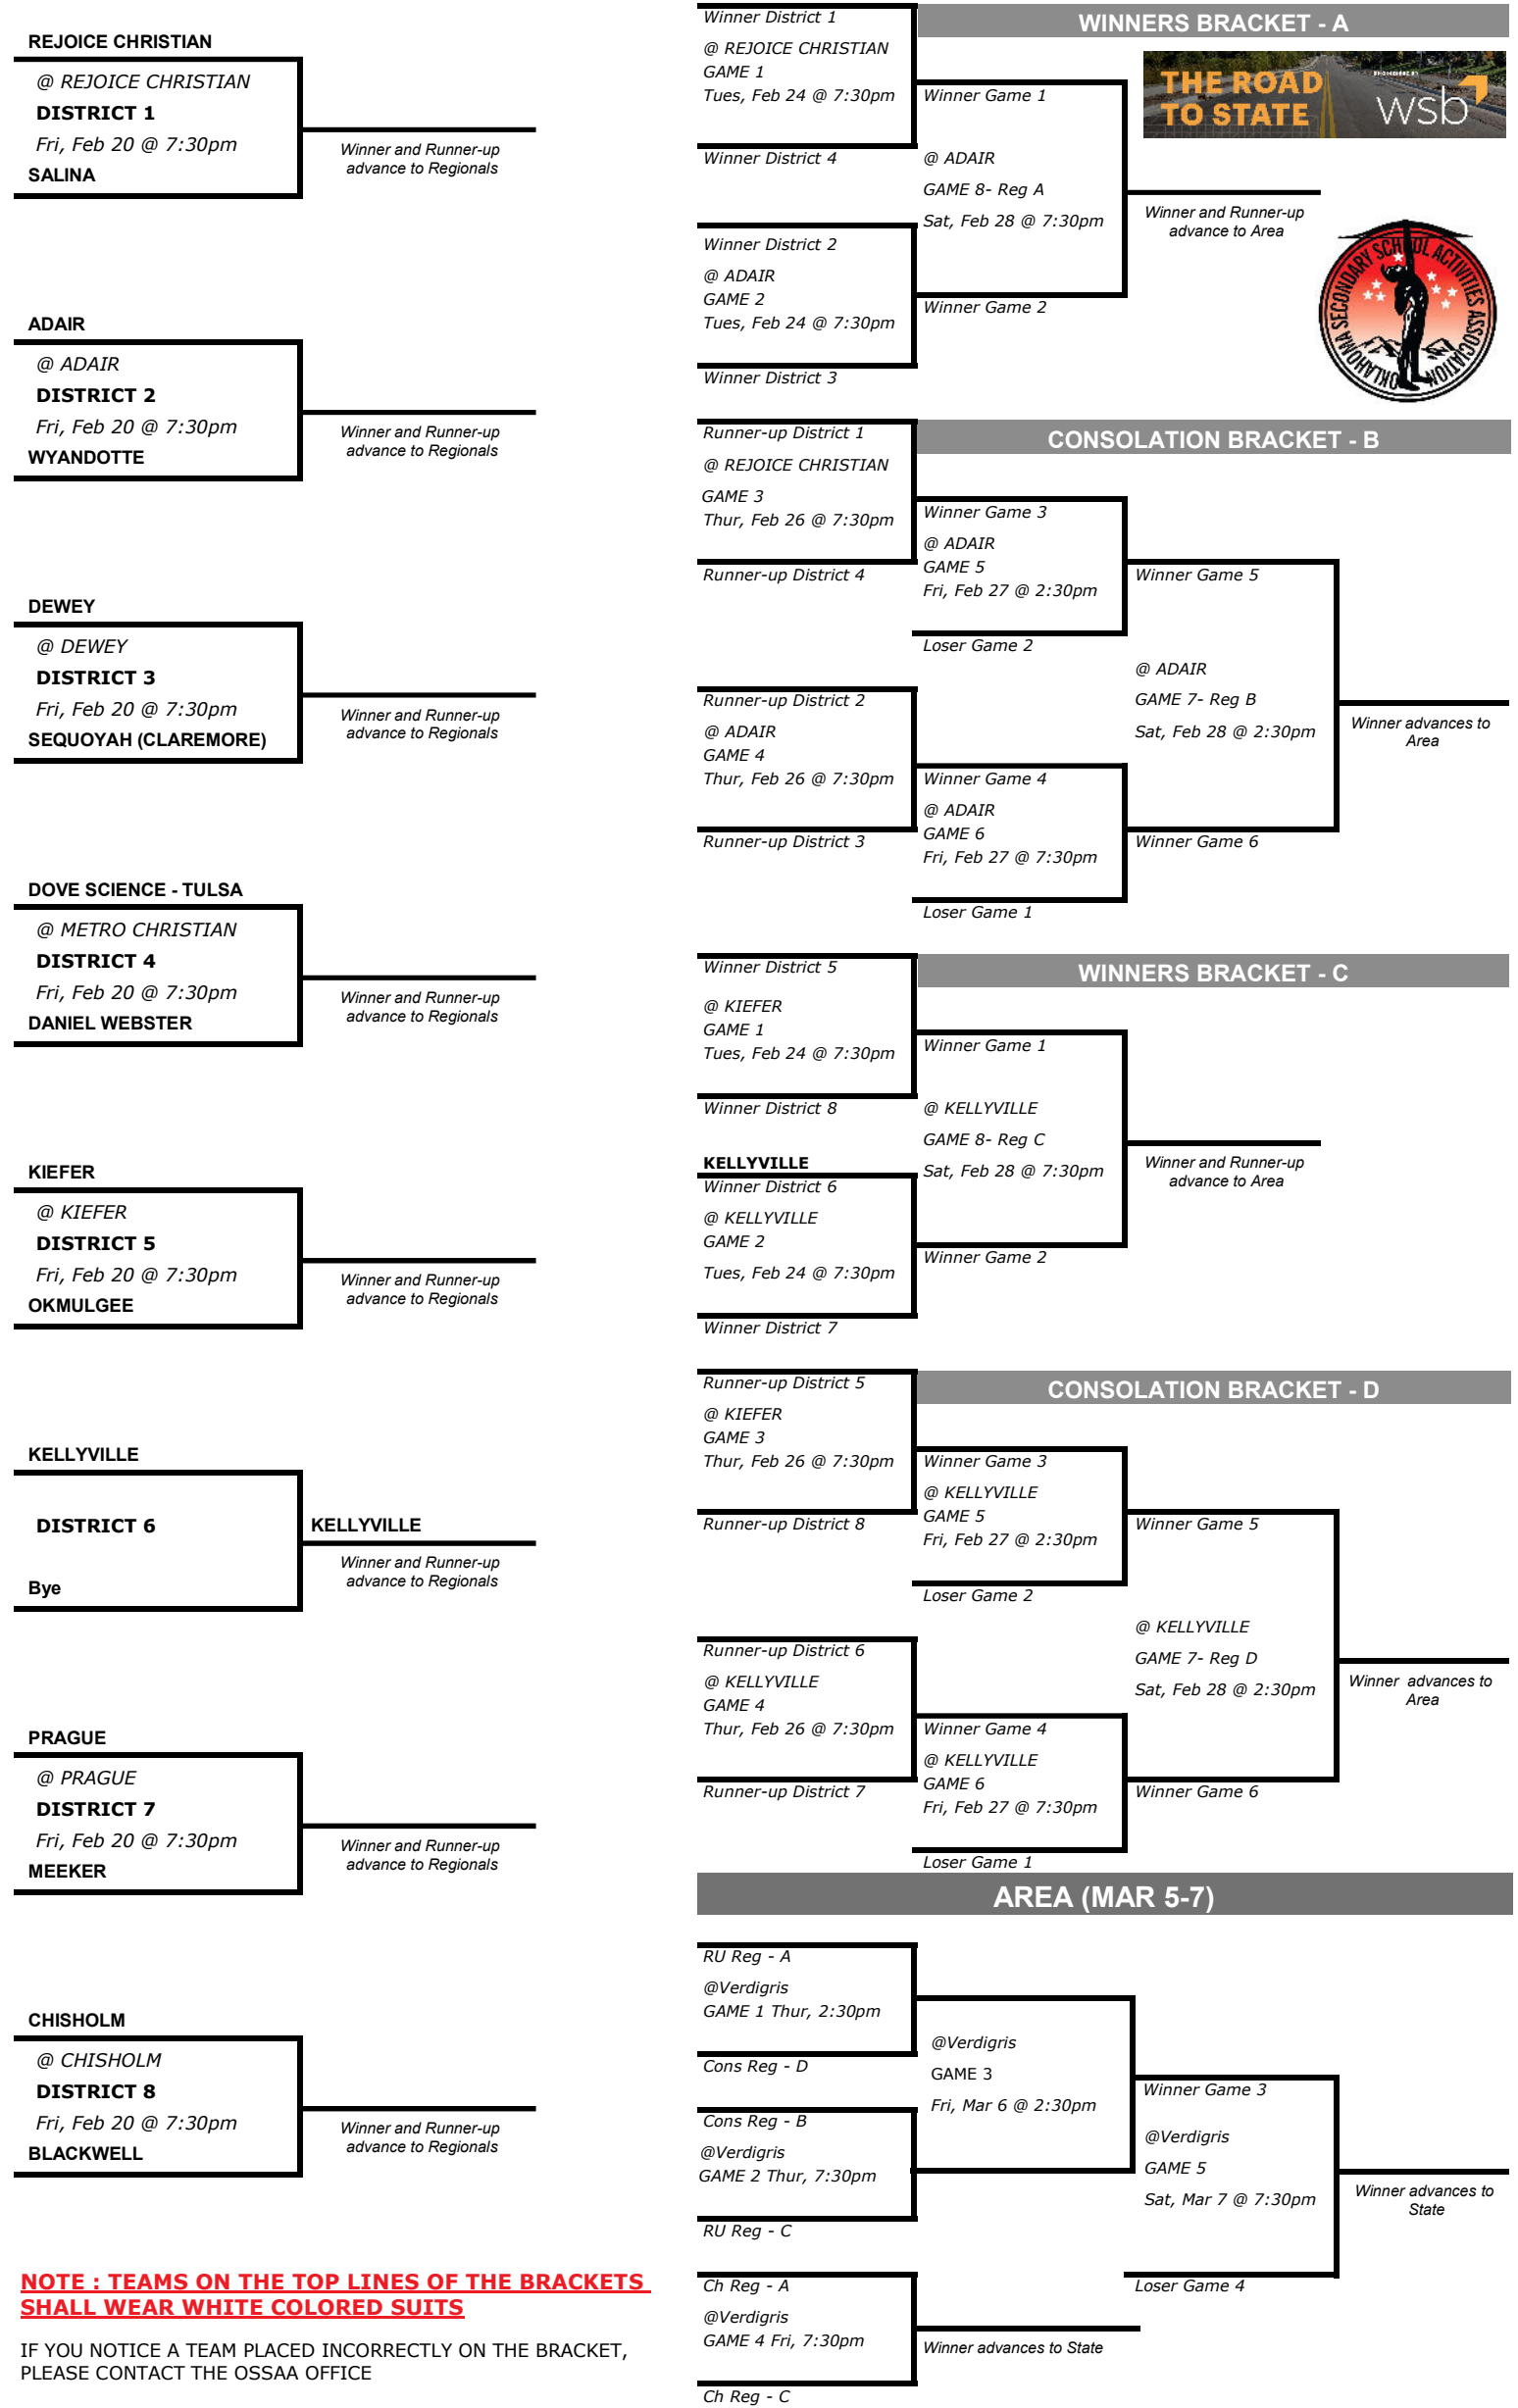 REJOICE CHRISTIAN
@ REJOICE CHRISTIAN
DISTRICT 1
Fri, Feb 20 @ 7:30pm
SALINA
Winner and Runner-up
advance to Regionals
ADAIR
@ ADAIR
DISTRICT 2
Fri, Feb 20 @ 7:30pm
WYANDOTTE
Winner and Runner-up
advance to Regionals
DEWEY
@ DEWEY
DISTRICT 3
Fri, Feb 20 @ 7:30pm
SEQUOYAH (CLAREMORE)
Winner and Runner-up
advance to Regionals
DOVE SCIENCE - TULSA
@ METRO CHRISTIAN
DISTRICT 4
Fri, Feb 20 @ 7:30pm
DANIEL WEBSTER
Winner and Runner-up
advance to Regionals
KIEFER
@ KIEFER
DISTRICT 5
Fri, Feb 20 @ 7:30pm
OKMULGEE
Winner and Runner-up
advance to Regionals
KELLYVILLE
DISTRICT 6
Bye
KELLYVILLE
Winner and Runner-up
advance to Regionals
PRAGUE
@ PRAGUE
DISTRICT 7
Fri, Feb 20 @ 7:30pm
MEEKER
Winner and Runner-up
advance to Regionals
CHISHOLM
@ CHISHOLM
DISTRICT 8
Fri, Feb 20 @ 7:30pm
BLACKWELL
Winner and Runner-up
advance to Regionals
NOTE : TEAMS ON THE TOP LINES OF THE BRACKETS
SHALL WEAR WHITE COLORED SUITS
IF YOU NOTICE A TEAM PLACED INCORRECTLY ON THE BRACKET,
PLEASE CONTACT THE OSSAA OFFICE
WINNERS BRACKET - A
THE ROAD
TO STATE
wsb
OKLAHOMA SECONDARY SCHOOL ACTIVITIES ASSOCIATION
Winner District 1
@ REJOICE CHRISTIAN
GAME 1
Tues, Feb 24 @ 7:30pm
Winner District 4
Winner District 2
@ ADAIR
GAME 2
Tues, Feb 24 @ 7:30pm
Winner District 3
Winner Game 1
@ ADAIR
GAME 8- Reg A
Sat, Feb 28 @ 7:30pm
Winner Game 2
Winner and Runner-up
advance to Area
CONSOLATION BRACKET - B
Runner-up District 1
@ REJOICE CHRISTIAN
GAME 3
Thur, Feb 26 @ 7:30pm
Runner-up District 4
Runner-up District 2
@ ADAIR
GAME 4
Thur, Feb 26 @ 7:30pm
Runner-up District 3
Winner Game 3
@ ADAIR
GAME 5
Fri, Feb 27 @ 2:30pm
Loser Game 2
Winner Game 4
@ ADAIR
GAME 6
Fri, Feb 27 @ 7:30pm
Loser Game 1
Winner Game 5
@ ADAIR
GAME 7- Reg B
Sat, Feb 28 @ 2:30pm
Winner Game 6
Winner advances to
Area
WINNERS BRACKET - C
Winner District 5
@ KIEFER
GAME 1
Tues, Feb 24 @ 7:30pm
Winner District 8
KELLYVILLE
Winner District 6
@ KELLYVILLE
GAME 2
Tues, Feb 24 @ 7:30pm
Winner District 7
Winner Game 1
@ KELLYVILLE
GAME 8- Reg C
Sat, Feb 28 @ 7:30pm
Winner Game 2
Winner and Runner-up
advance to Area
CONSOLATION BRACKET - D
Runner-up District 5
@ KIEFER
GAME 3
Thur, Feb 26 @ 7:30pm
Runner-up District 8
Runner-up District 6
@ KELLYVILLE
GAME 4
Thur, Feb 26 @ 7:30pm
Runner-up District 7
Winner Game 3
@ KELLYVILLE
GAME 5
Fri, Feb 27 @ 2:30pm
Loser Game 2
Winner Game 4
@ KELLYVILLE
GAME 6
Fri, Feb 27 @ 7:30pm
Loser Game 1
Winner Game 5
@ KELLYVILLE
GAME 7- Reg D
Sat, Feb 28 @ 2:30pm
Winner Game 6
Winner advances to
Area
AREA (MAR 5-7)
RU Reg - A
@Verdigris
GAME 1 Thur, 2:30pm
Cons Reg - D
Cons Reg - B
@Verdigris
GAME 2 Thur, 7:30pm
RU Reg - C
@Verdigris
GAME 3
Fri, Mar 6 @ 2:30pm
Winner Game 3
@Verdigris
GAME 5
Sat, Mar 7 @ 7:30pm
Loser Game 4
Winner advances to
State
Ch Reg - A
@Verdigris
GAME 4 Fri, 7:30pm
Ch Reg - C
Winner advances to State